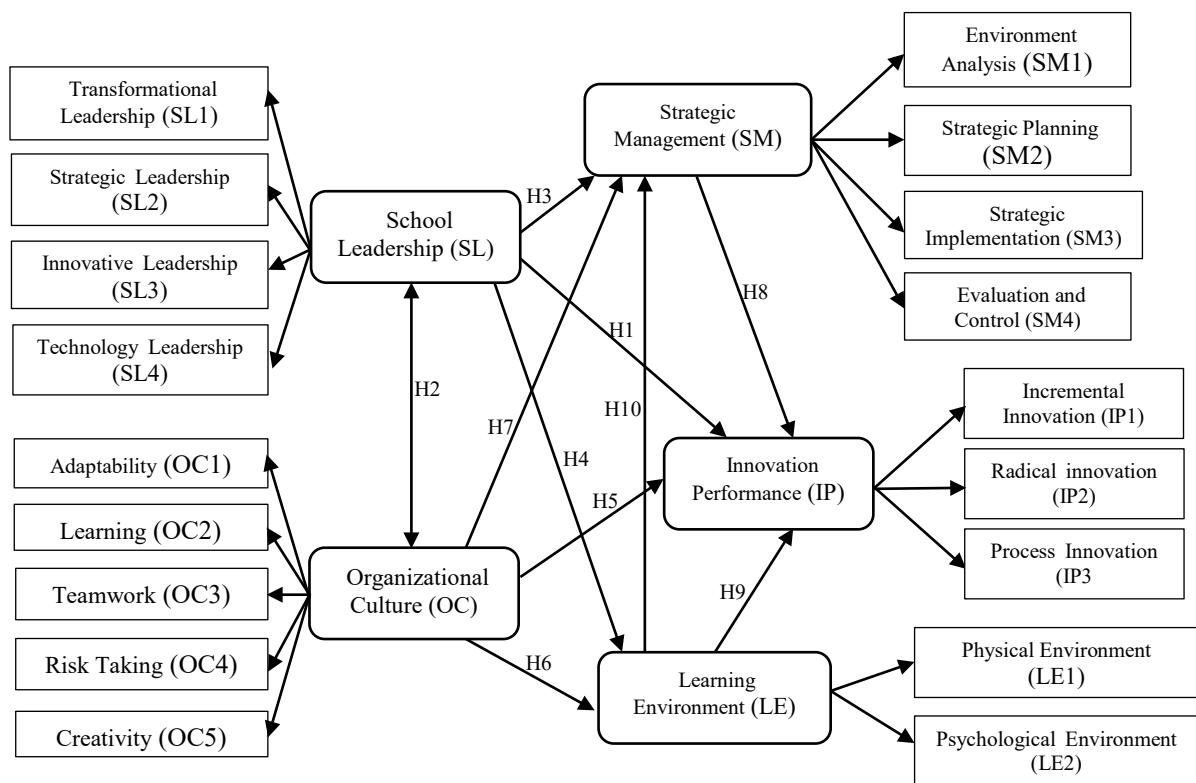 Transformational
Leadership (SL1)
Strategic Leadership
(SL2)
Innovative Leadership
(SL3)
Technology Leadership
(SL4)
Adaptability (OC1)
Learning (OC2)
Teamwork (OC3)
Risk Taking (OC4)
Creativity (OC5)
School
Leadership (SL)
Organizational
Culture (OC)
H2
H3
H1
H7
H4
H5
H6
H10
H8
H9
Strategic
Management (SM)
Innovation
Performance (IP)
Learning
Environment (LE)
Environment
Analysis (SM1)
Strategic Planning
(SM2)
Strategic
Implementation (SM3)
Evaluation and
Control (SM4)
Incremental
Innovation (IP1)
Radical innovation
(IP2)
Process Innovation
(IP3
Physical Environment
(LE1)
Psychological Environment
(LE2)